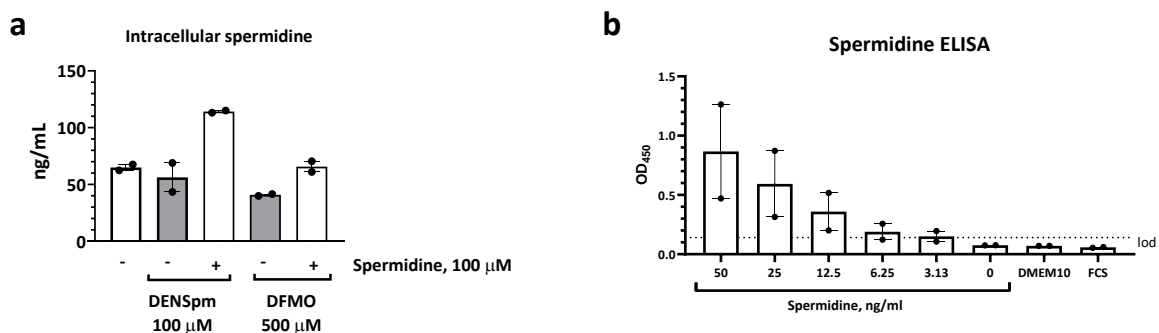 a
Intracellular spermidine
ng/mL
150
100
50
0
- - + - + Spermidine, 100 μM
DENSpm DFMO
100 μM 500 μM
b
Spermidine ELISA
OD450
1.5
1.0
0.5
0.0
lod
50 25 12.5 6.25 3.13 0 DMEM10 FCS
Spermidine, ng/ml